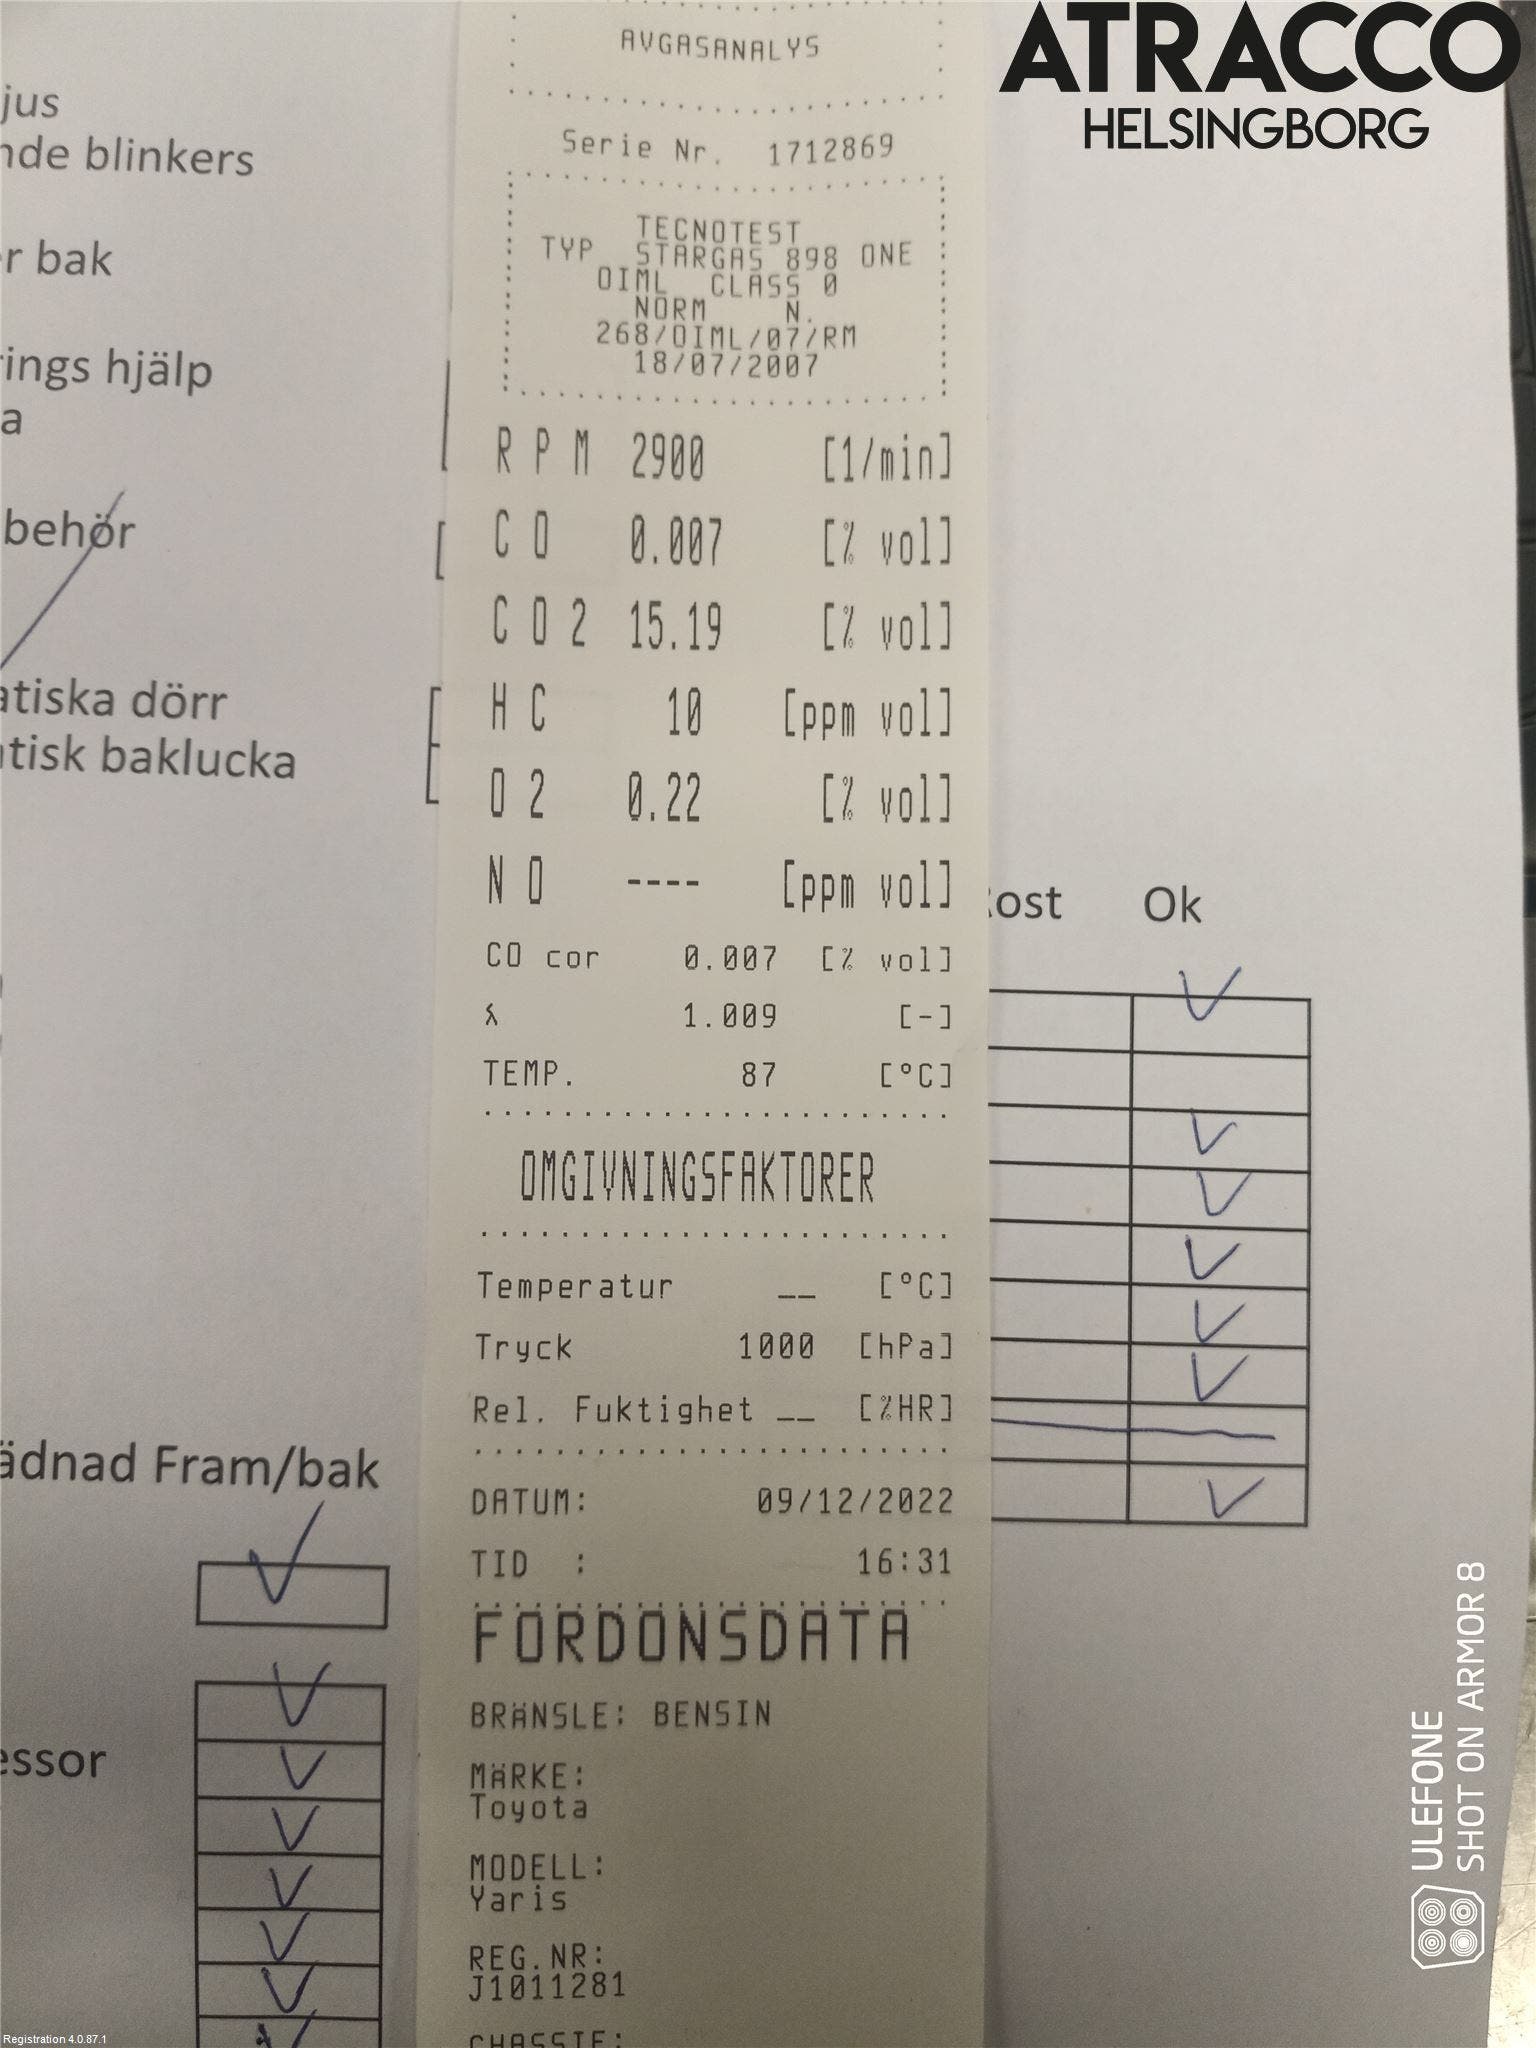 ATRACCO
HELSINGBORG
AVGASANALYS
Serie Nr. 1712869
TECNOTEST
TYP STARGAS 898 ONE
OIML CLASS 0
NORM N.
268/OIML/07/RM
18/07/2007
RPM 2900 [1/min]
CO 0.007 [% vol]
CO2 15.19 [% vol]
HC 10 [ppm vol]
O2 0.22 [% vol]
NO ---- [ppm vol]
CO cor 0.007 [% vol]
λ 1.009 [-]
TEMP. 87 [°C]
OMGIVNINGSFAKTORER
Temperatur __ [°C]
Tryck 1000 [hPa]
Rel. Fuktighet __ [%HR]
DATUM: 09/12/2022
TID : 16:31
FORDONSDATA
BRÄNSLE: BENSIN
MÄRKE:
Toyota
MODELL:
Yaris
REG.NR:
J1011281
CHASSIE:
jus
nde blinkers
r bak
rings hjälp
a
behör
atiska dörr
tisk baklucka
ädnad Fram/bak
essor
ost Ok
ULEFONE
SHOT ON ARMOR 8
Registration 4.0.87.1